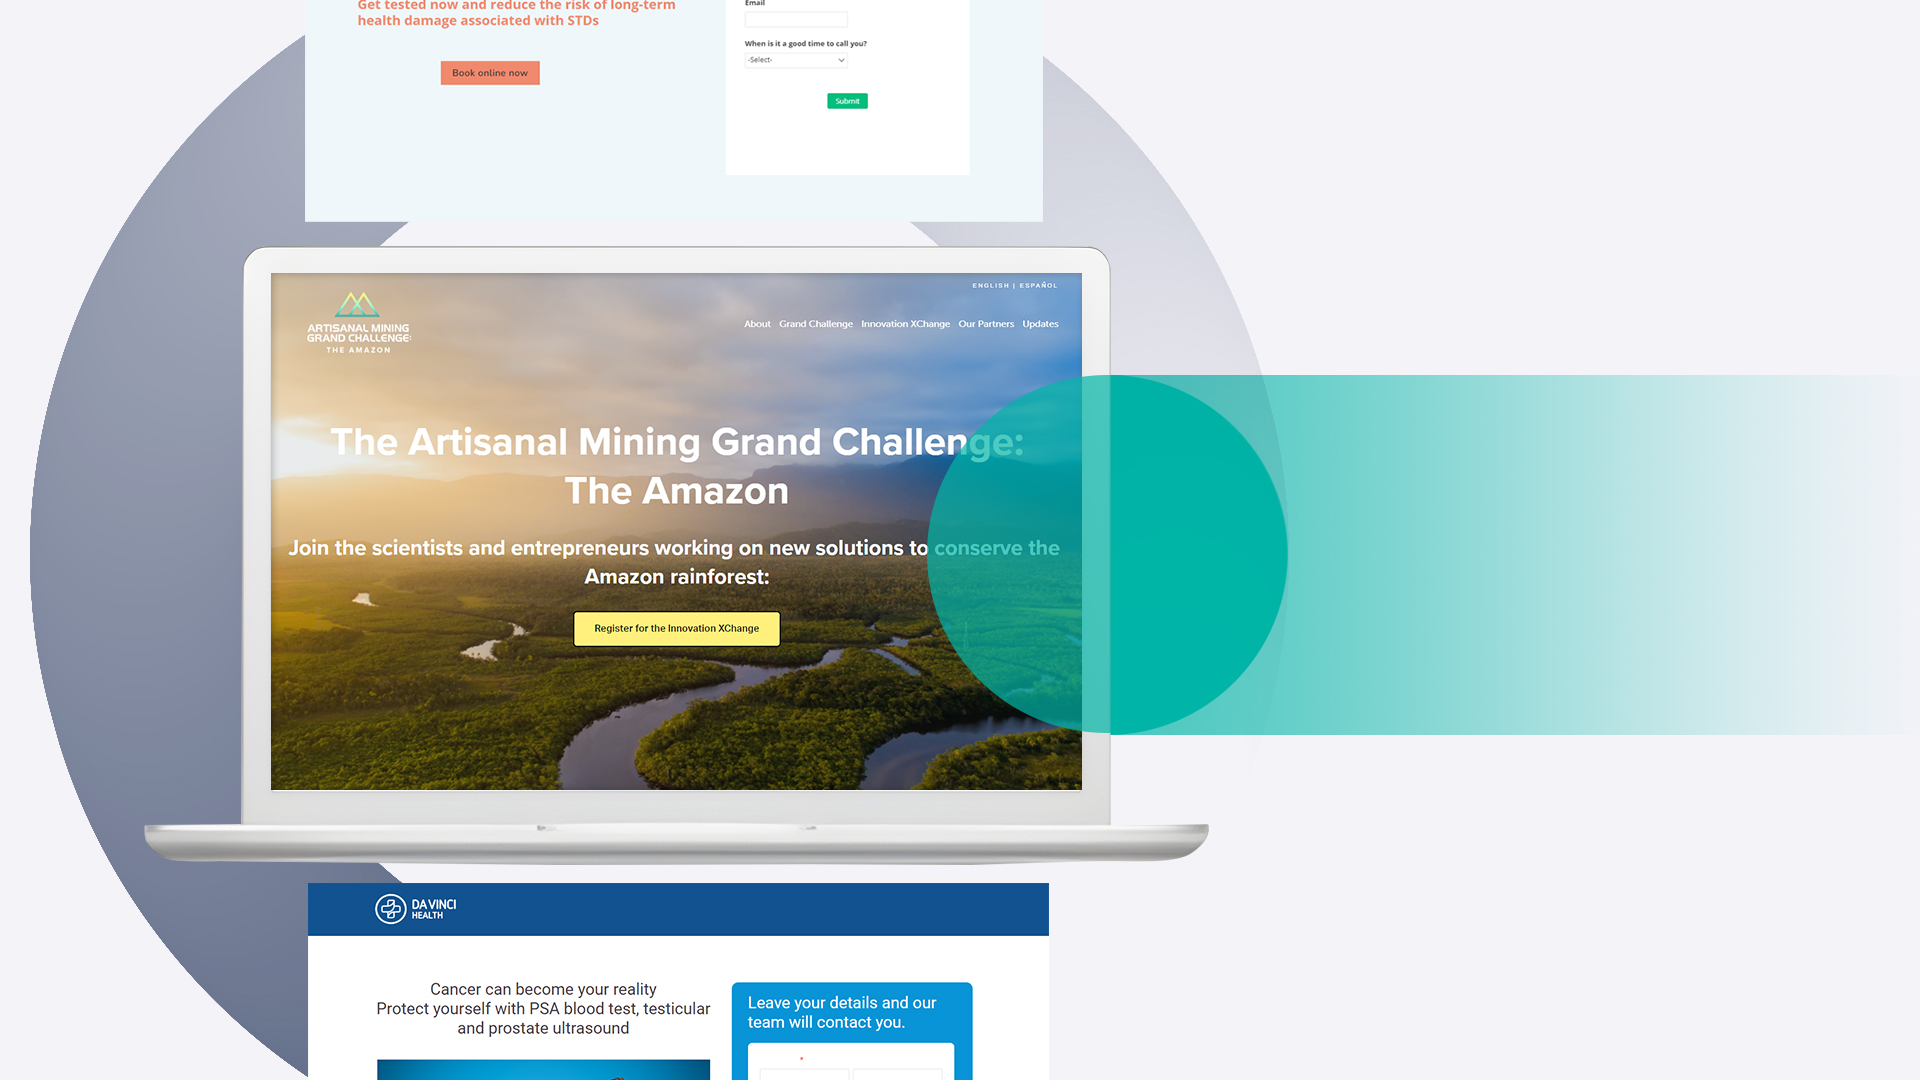 Get tested now and reduce the risk of long-term
health damage associated with STDs
Book online now
Email
When is it a good time to call you?
-Select-
Submit
ENGLISH | ESPAÑOL
ARTISANAL MINING
GRAND CHALLENGE:
THE AMAZON
About Grand Challenge Innovation XChange Our Partners Updates
The Artisanal Mining Grand Challenge:
The Amazon
Join the scientists and entrepreneurs working on new solutions to conserve the
Amazon rainforest:
Register for the Innovation XChange
DA VINCI
HEALTH
Cancer can become your reality
Protect yourself with PSA blood test, testicular
and prostate ultrasound
Leave your details and our
team will contact you.
*